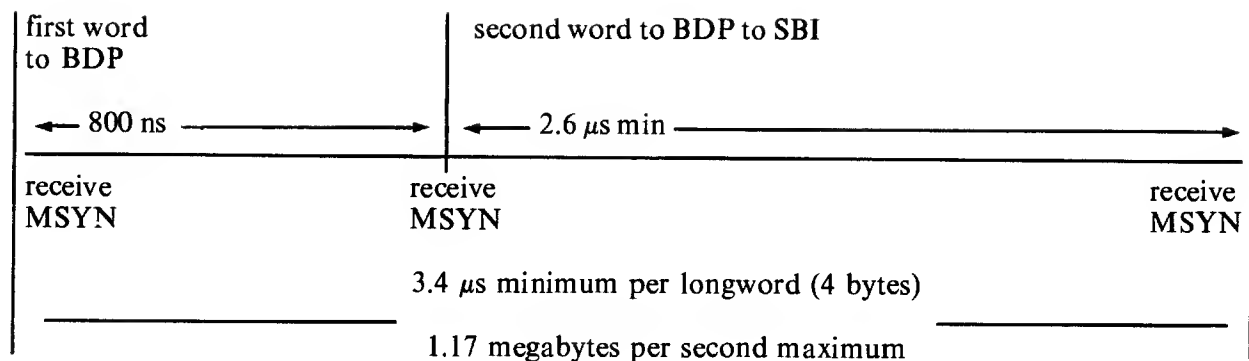 first word
to BDP
second word to BDP to SBI
800 ns
2.6 μs min
receive
MSYN
receive
MSYN
receive
MSYN
3.4 μs minimum per longword (4 bytes)
1.17 megabytes per second maximum